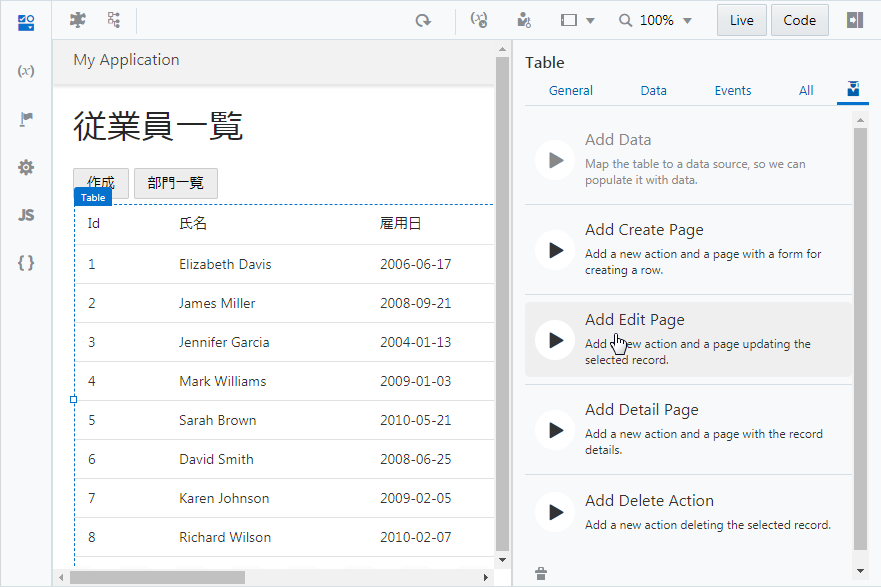 100%
Live
Code
(x)
JS
{ }
My Application
従業員一覧
作成
部門一覧
Table
Id 氏名 雇用日
1 Elizabeth Davis 2006-06-17
2 James Miller 2008-09-21
3 Jennifer Garcia 2004-01-13
4 Mark Williams 2009-01-03
5 Sarah Brown 2010-05-21
6 David Smith 2008-06-25
7 Karen Johnson 2009-02-05
8 Richard Wilson 2010-02-07
Table
General Data Events All
Add Data
Map the table to a data source, so we can
populate it with data.
Add Create Page
Add a new action and a page with a form for
creating a row.
Add Edit Page
Add a new action and a page updating the
selected record.
Add Detail Page
Add a new action and a page with the record
details.
Add Delete Action
Add a new action deleting the selected record.